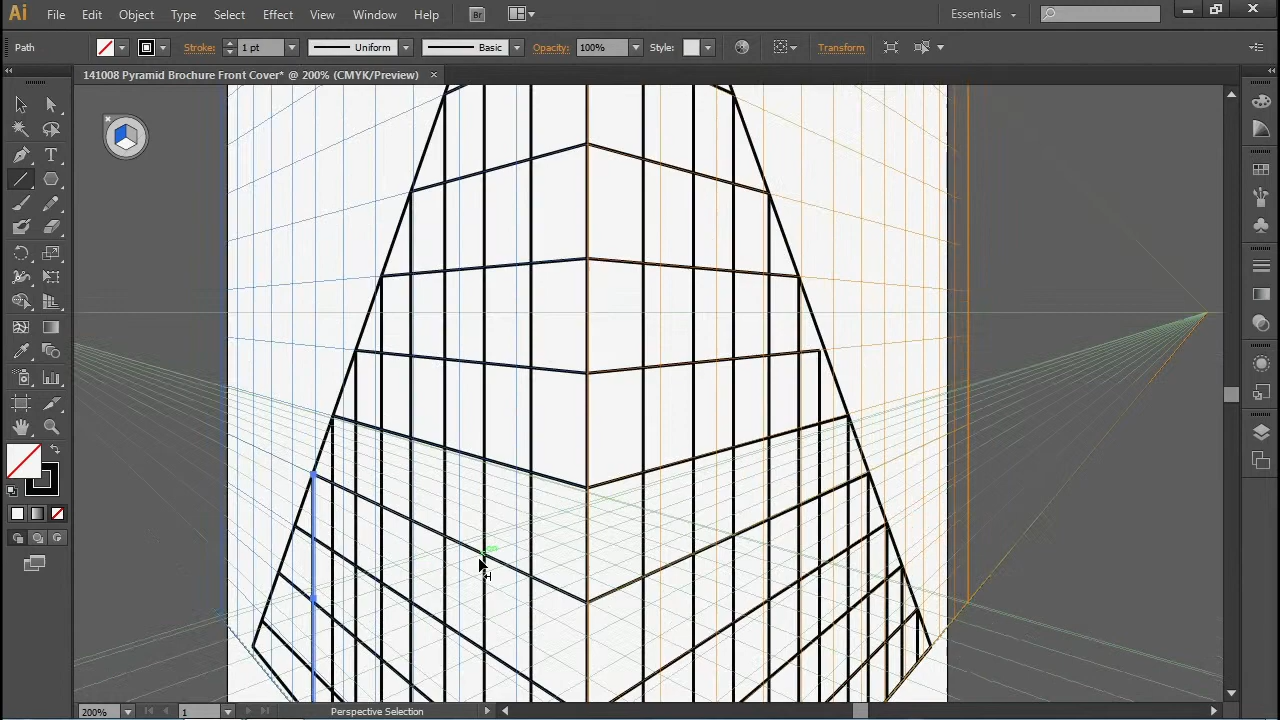 Ai File Edit Object Type Select Effect View Window Help Br Essentials
Path Stroke: 1 pt Uniform Basic Opacity: 100% Style: Transform
141008 Pyramid Brochure Front Cover* @ 200% (CMYK/Preview)
T
200% 1 Perspective Selection